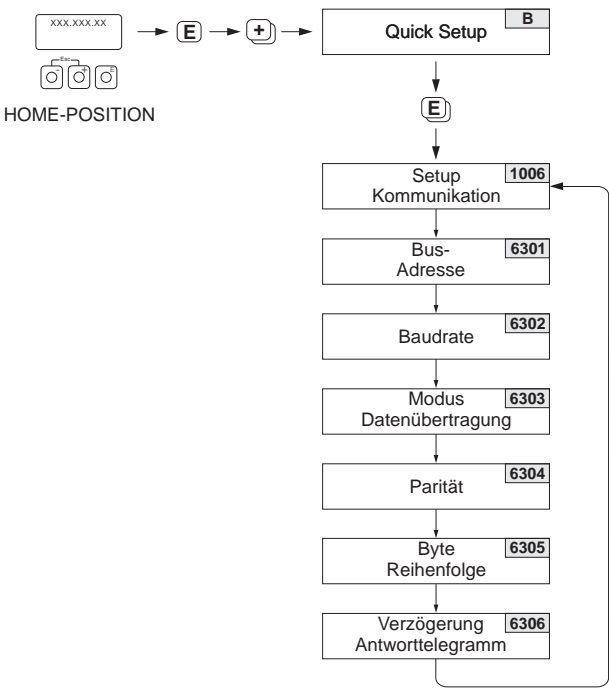 xxx.xxx.xx
Esc
- + E
HOME-POSITION
E
+
Quick Setup B
E
Setup 1006
Kommunikation
Bus- 6301
Adresse
Baudrate 6302
Modus 6303
Datenübertragung
Parität 6304
Byte 6305
Reihenfolge
Verzögerung 6306
Antworttelegramm